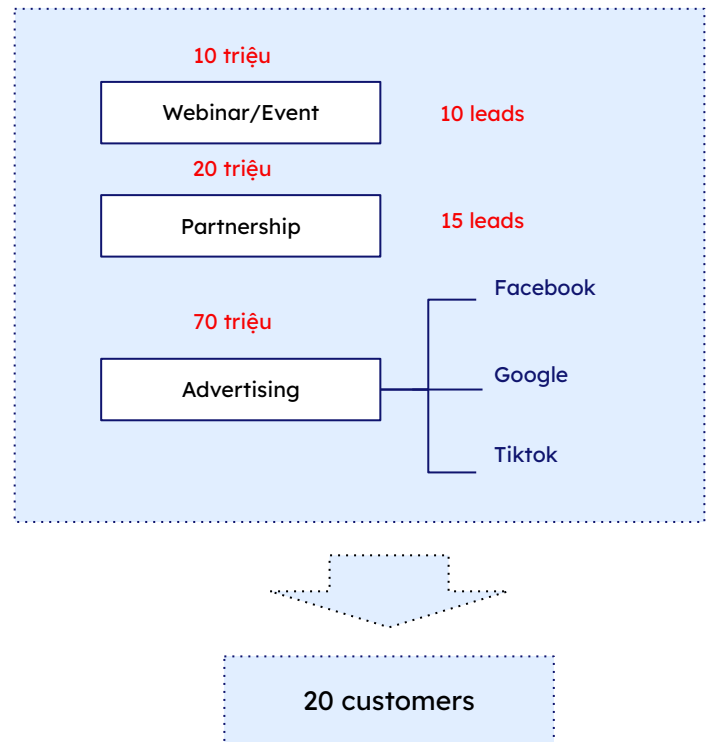 10 triệu
Webinar/Event
10 leads
20 triệu
Partnership
15 leads
70 triệu
Advertising
Facebook
Google
Tiktok
20 customers